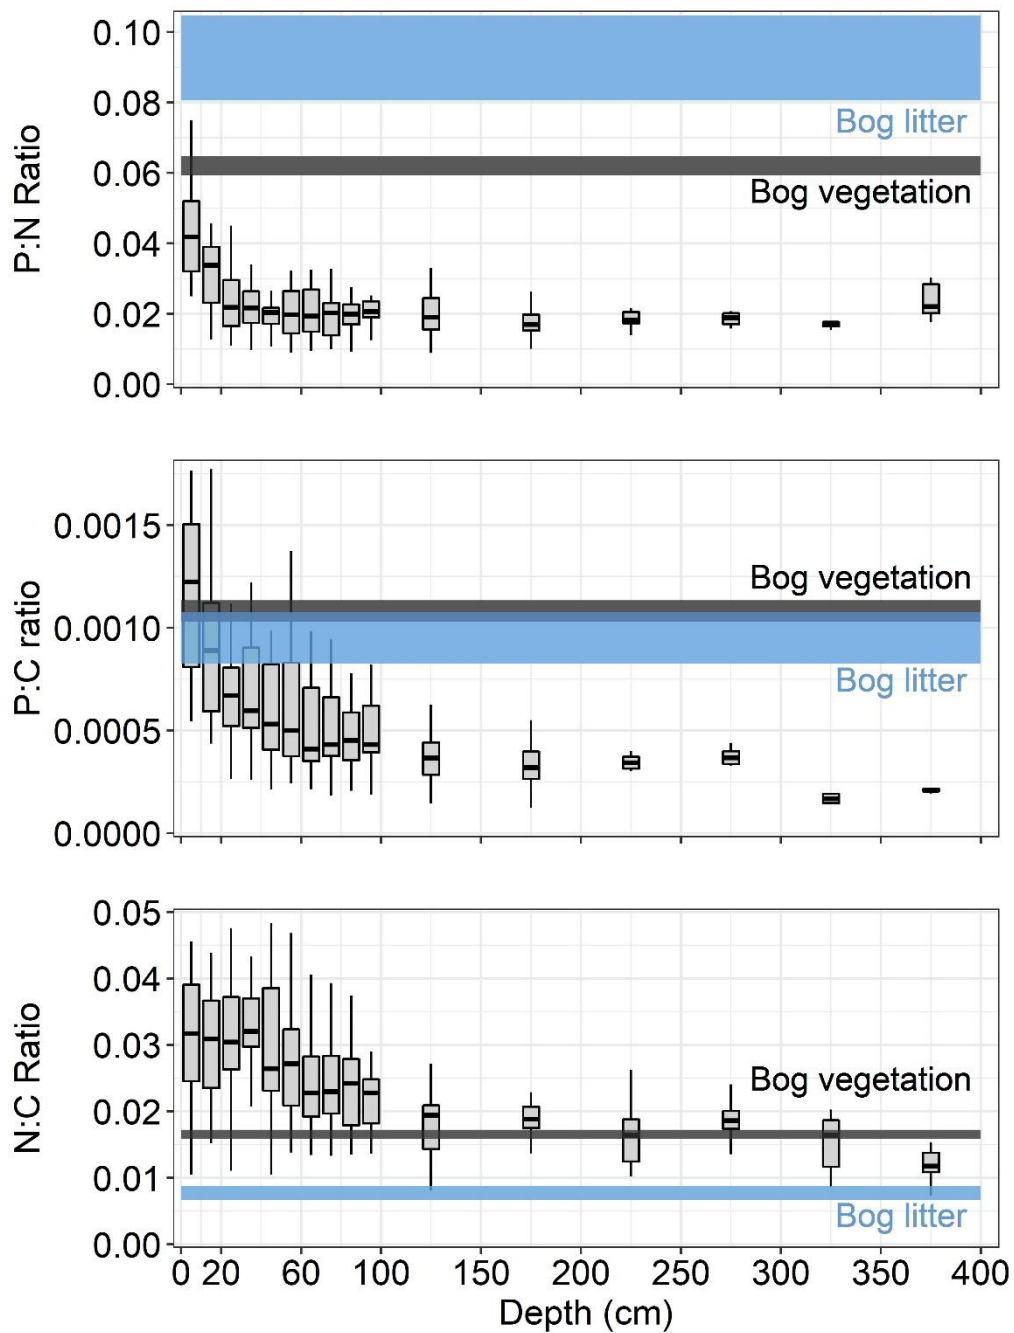 P:N Ratio
0.10
0.08
0.06
0.04
0.02
0.00
Bog litter
Bog vegetation
P:C ratio
0.0015
0.0010
0.0005
0.0000
Bog vegetation
Bog litter
N:C Ratio
0.05
0.04
0.03
0.02
0.01
0.00
Bog vegetation
Bog litter
0 20 60 100 150 200 250 300 350 400
Depth (cm)